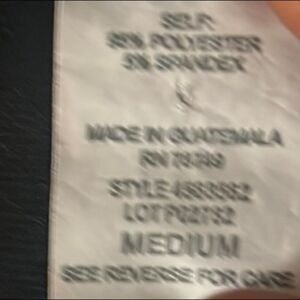 SELF:
95% POLYESTER
5% SPANDEX
MADE IN GUATEMALA
RN
STYLE
LOT
MEDIUM
SEE REVERSE FOR CARE